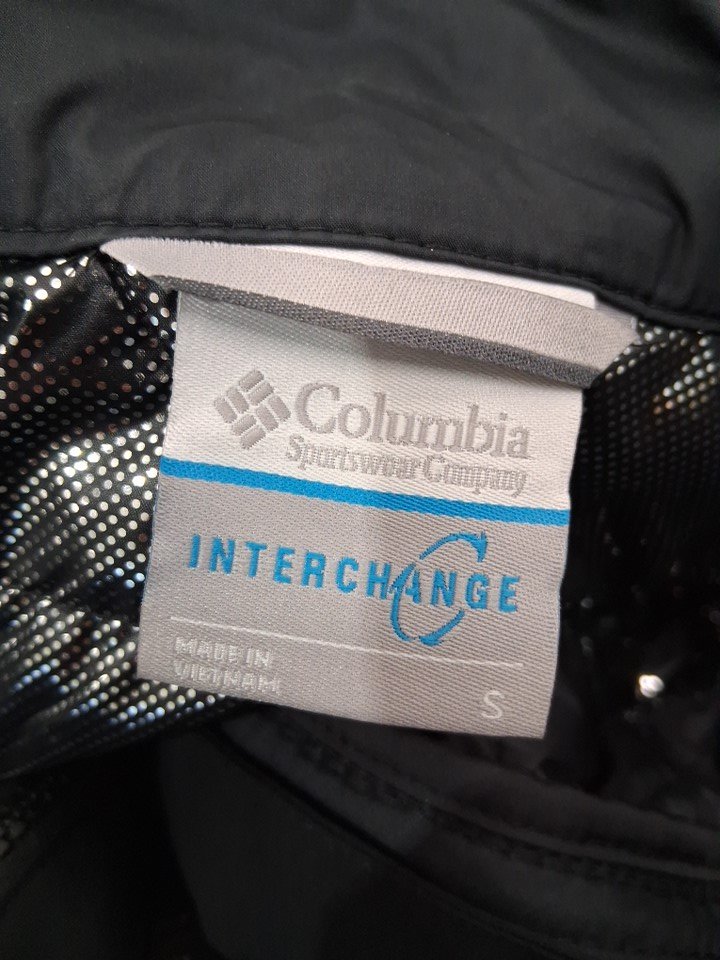 Columbia
Sportswear Company
INTERCHANGE
MADE IN
VIETNAM
S